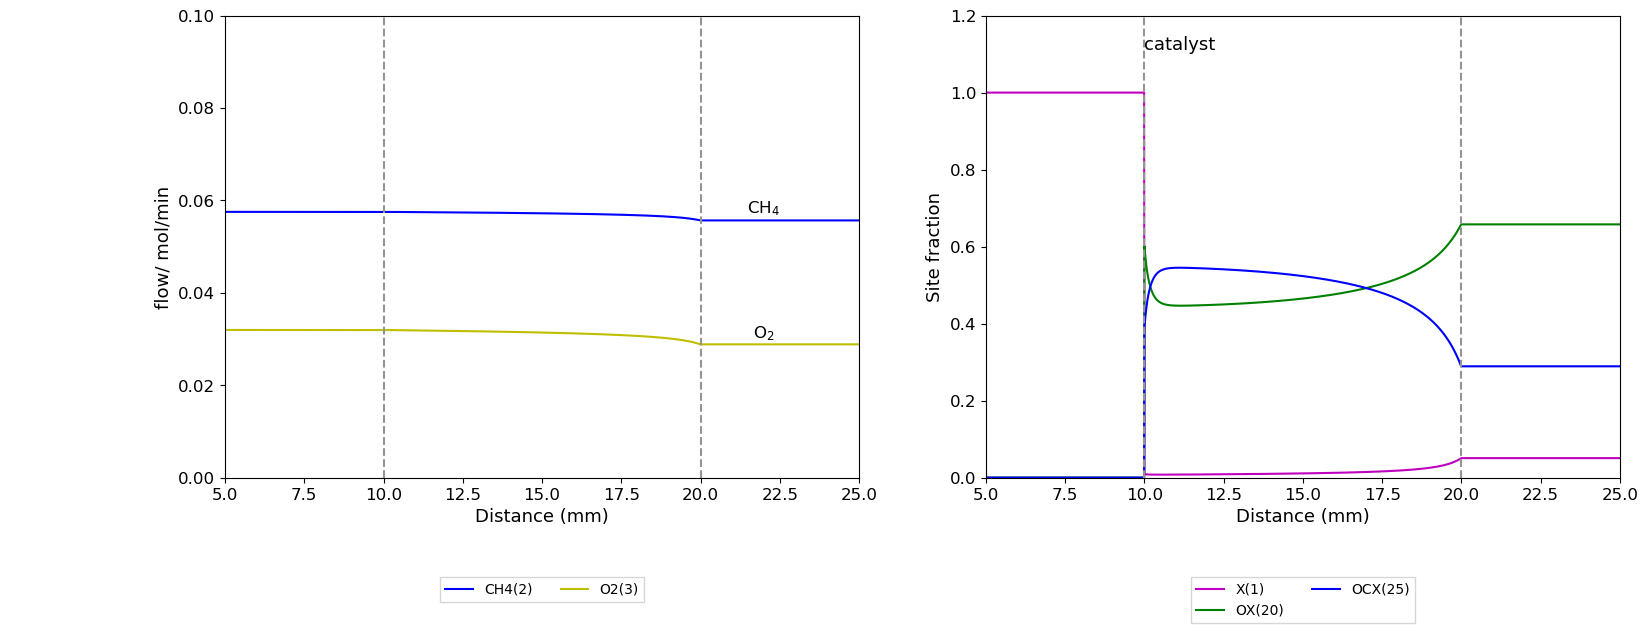 0.10
0.08
0.06
0.04
0.02
0.00
flow/ mol/min
CH₄
O₂
5.0 7.5 10.0 12.5 15.0 17.5 20.0 22.5 25.0
Distance (mm)
CH4(2) O2(3)
1.2
1.0
0.8
0.6
0.4
0.2
0.0
Site fraction
catalyst
5.0 7.5 10.0 12.5 15.0 17.5 20.0 22.5 25.0
Distance (mm)
X(1) OCX(25)
OX(20)